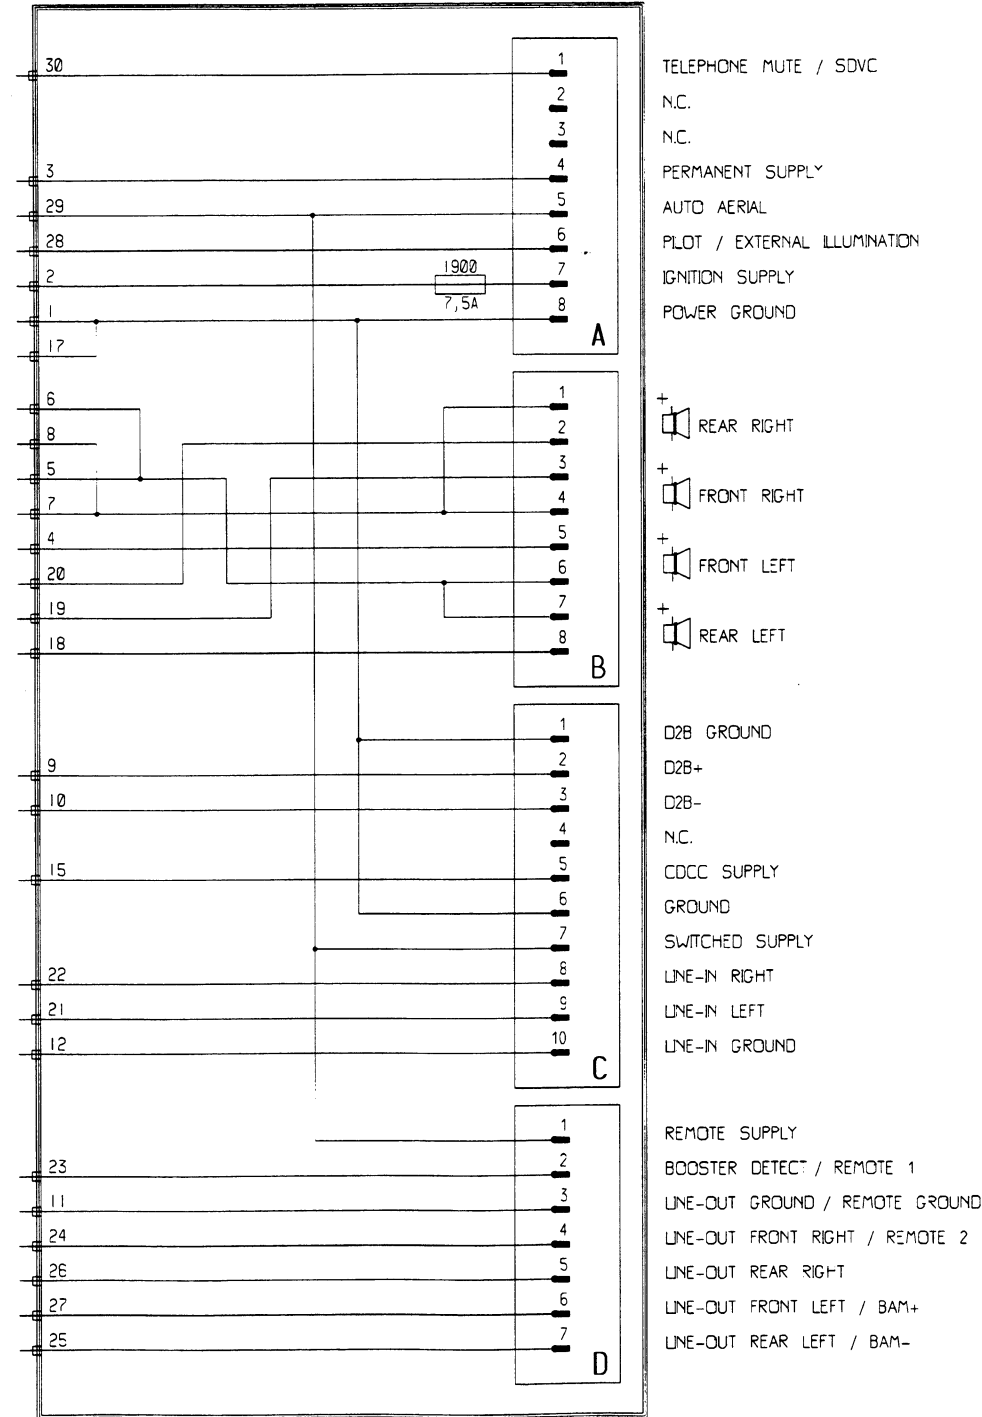 30 1 TELEPHONE MUTE / SDVC
2 N.C.
3 N.C.
3 4 PERMANENT SUPPLY
29 5 AUTO AERIAL
28 6 PILOT / EXTERNAL ILLUMINATION
2 1900 7 IGNITION SUPPLY
7,5A
1 8 POWER GROUND
A
17
6 1 + REAR RIGHT
8 2
5 3 + FRONT RIGHT
7 4
4 5 + FRONT LEFT
20 6
19 7 + REAR LEFT
18 8
B
1 D2B GROUND
9 2 D2B+
10 3 D2B-
4 N.C.
15 5 CDCC SUPPLY
6 GROUND
7 SWITCHED SUPPLY
22 8 LINE-IN RIGHT
21 9 LINE-IN LEFT
12 10 LINE-IN GROUND
C
1 REMOTE SUPPLY
23 2 BOOSTER DETECT / REMOTE 1
11 3 LINE-OUT GROUND / REMOTE GROUND
24 4 LINE-OUT FRONT RIGHT / REMOTE 2
26 5 LINE-OUT REAR RIGHT
27 6 LINE-OUT FRONT LEFT / BAM+
25 7 LINE-OUT REAR LEFT / BAM-
D